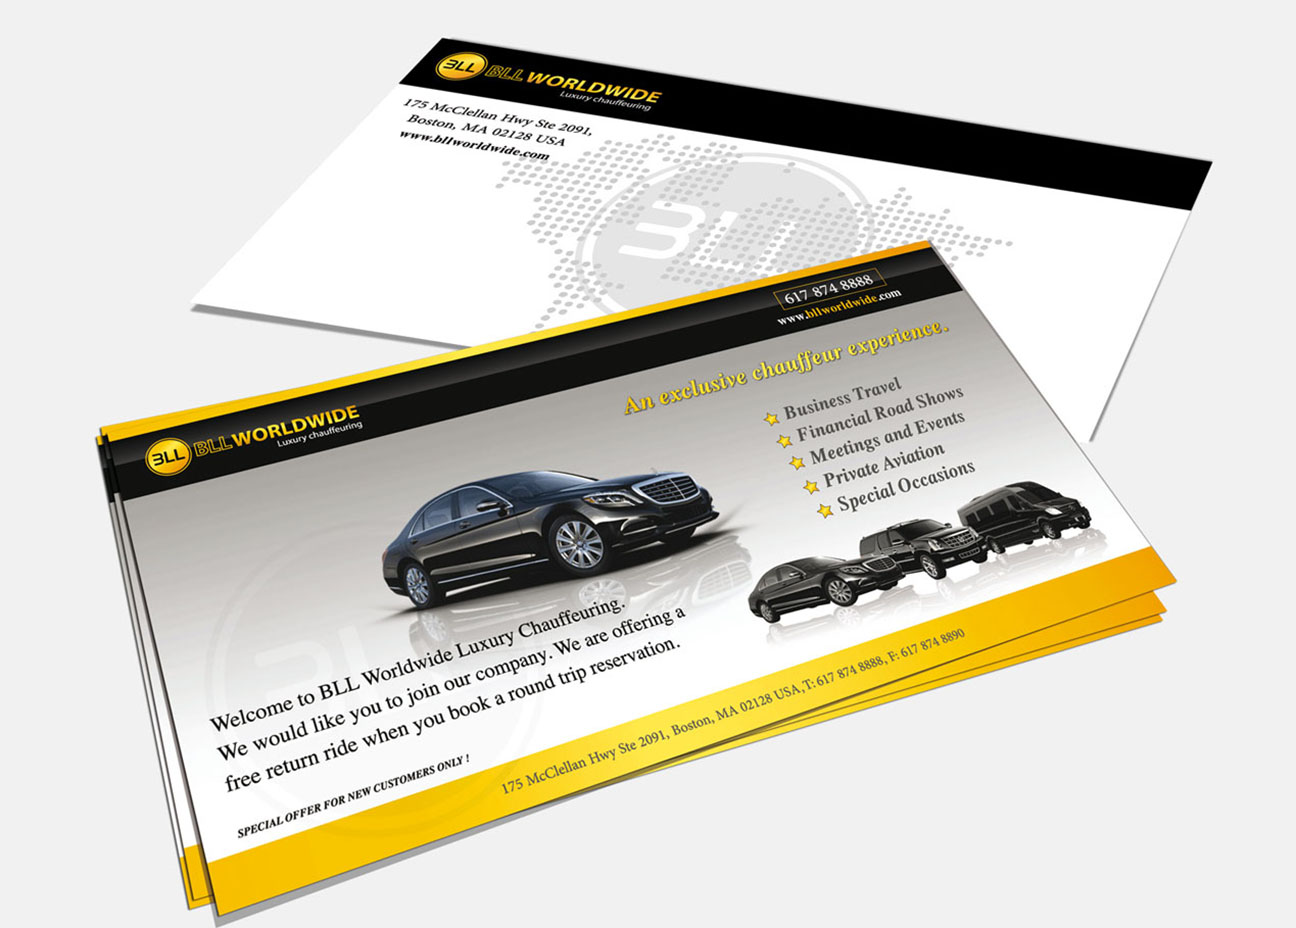 BLL BLL WORLDWIDE
Luxury chauffeuring
175 McClellan Hwy Ste 2091,
Boston, MA 02128 USA
www.bllworldwide.com
BLL
617 874 8888
www.bllworldwide.com
BLL BLL WORLDWIDE
Luxury chauffeuring
An exclusive chauffeur experience.
Business Travel
Financial Road Shows
Meetings and Events
Private Aviation
Special Occasions
BLL
Welcome to BLL Worldwide Luxury Chauffeuring.
We would like you to join our company. We are offering a
free return ride when you book a round trip reservation.
SPECIAL OFFER FOR NEW CUSTOMERS ONLY !
175 McClellan Hwy Ste 2091, Boston, MA 02128 USA, T: 617 874 8888, F: 617 874 8890